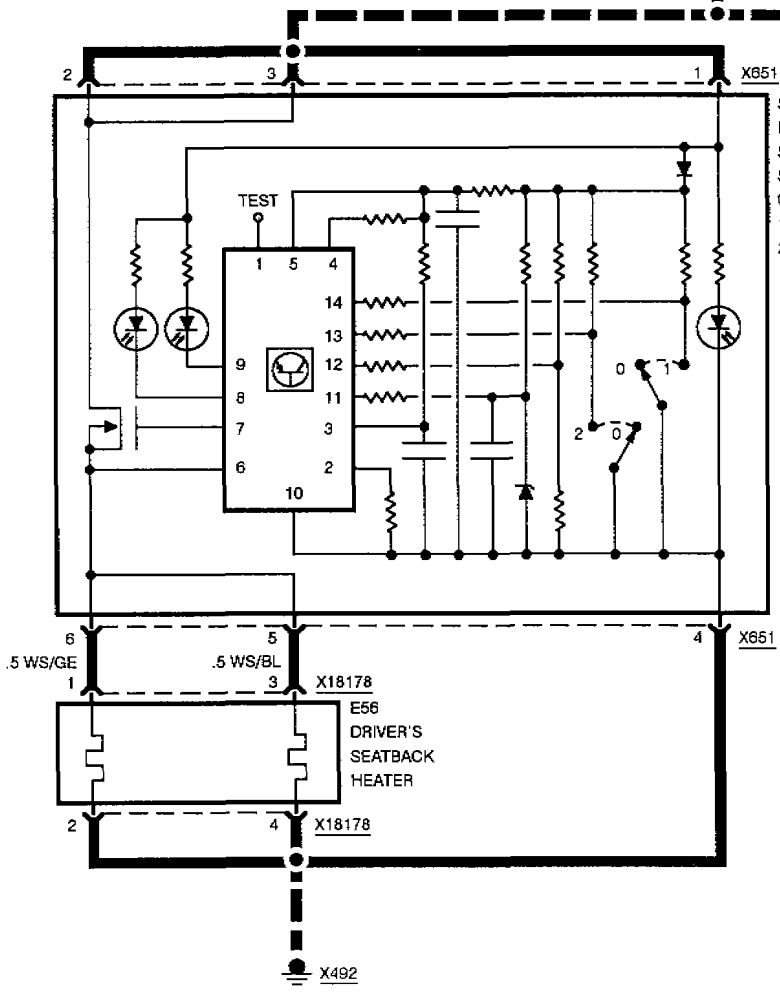 2 3 1 X651
TEST
1 5 4
14
13
9 12
8 11
7 3
6 2
10
0 1
2 0
6 5 4 X651
.5 WS/GE .5 WS/BL
1 3 X18178
E56
DRIVER'S
SEATBACK
HEATER
2 4 X18178
X492